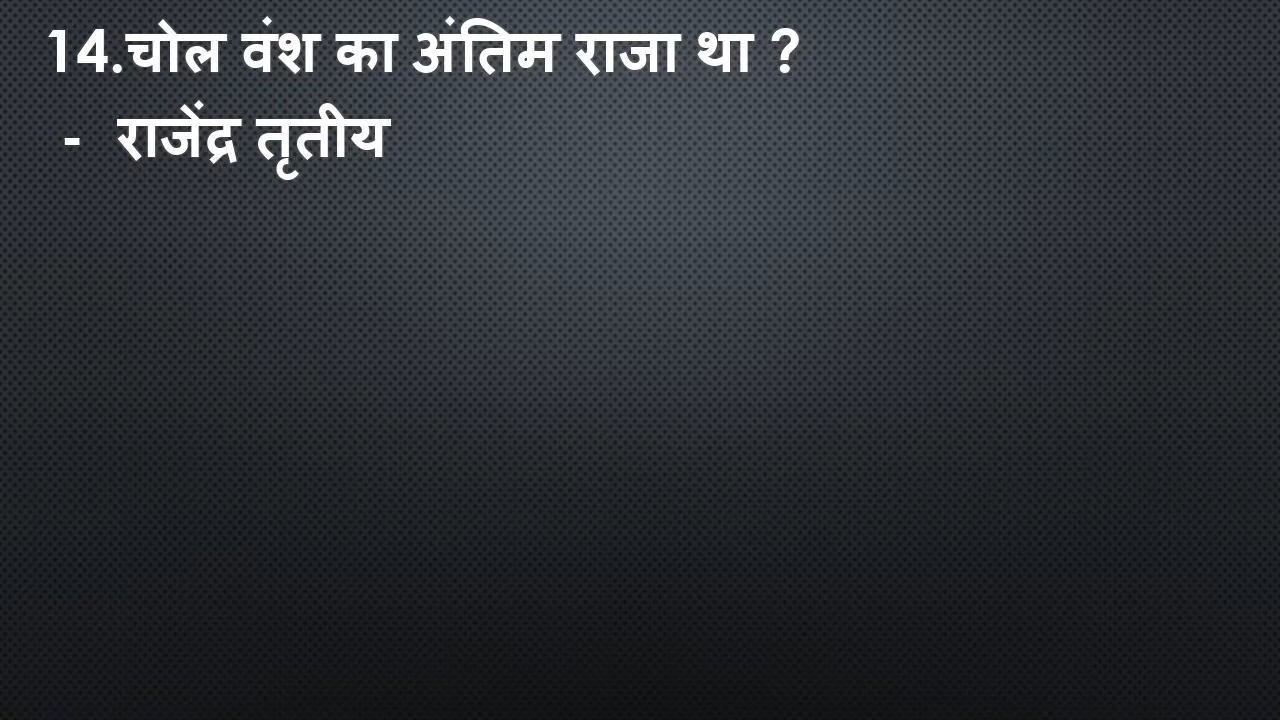 14.चोल वंश का अंतिम राजा था ?
- राजेंद्र तृतीय